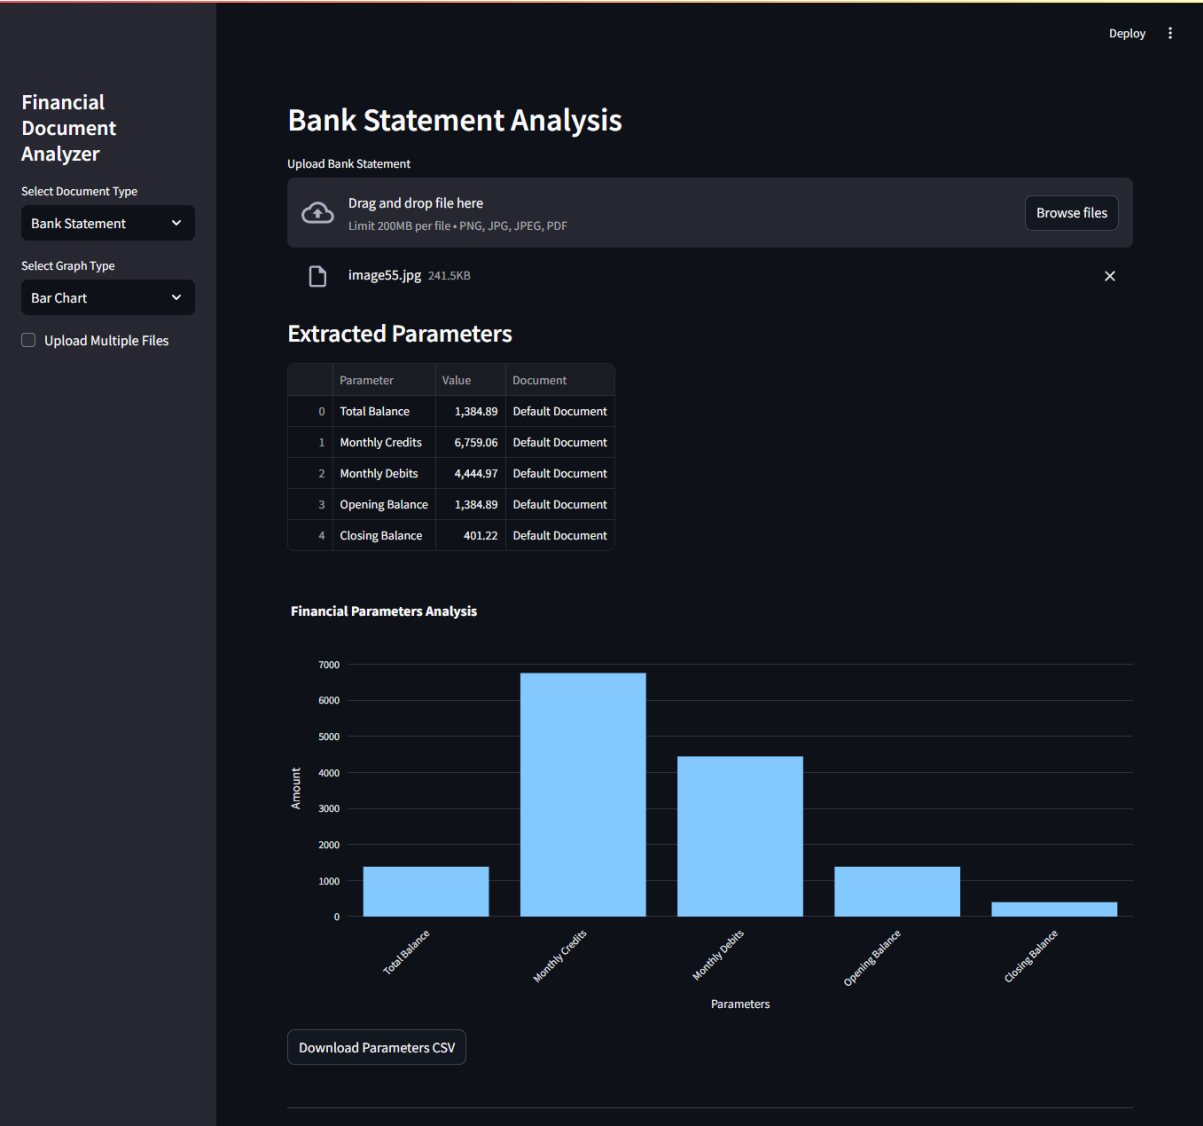 Deploy
Financial
Document
Analyzer
Select Document Type
Bank Statement
Select Graph Type
Bar Chart
Upload Multiple Files
Bank Statement Analysis
Upload Bank Statement
Drag and drop file here
Limit 200MB per file • PNG, JPG, JPEG, PDF
Browse files
image55.jpg 241.5KB
Extracted Parameters
Parameter Value Document
0 Total Balance 1,384.89 Default Document
1 Monthly Credits 6,759.06 Default Document
2 Monthly Debits 4,444.97 Default Document
3 Opening Balance 1,384.89 Default Document
4 Closing Balance 401.22 Default Document
Financial Parameters Analysis
7000
6000
5000
4000
3000
2000
1000
0
Amount
Total Balance
Monthly Credits
Monthly Debits
Opening Balance
Closing Balance
Parameters
Download Parameters CSV